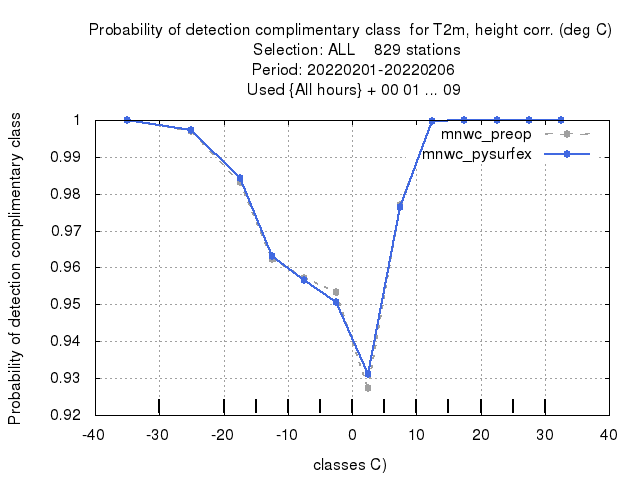 Probability of detection complimentary class  for T2m, height corr. (deg C)
Selection: ALL    829 stations
Period: 20220201-20220206
Used {All hours} + 00 01 ... 09
Probability of detection complimentary class
1
0.99
0.98
0.97
0.96
0.95
0.94
0.93
0.92
mnwc_preop
mnwc_pysurfex
-40 -30 -20 -10 0 10 20 30 40
classes C)